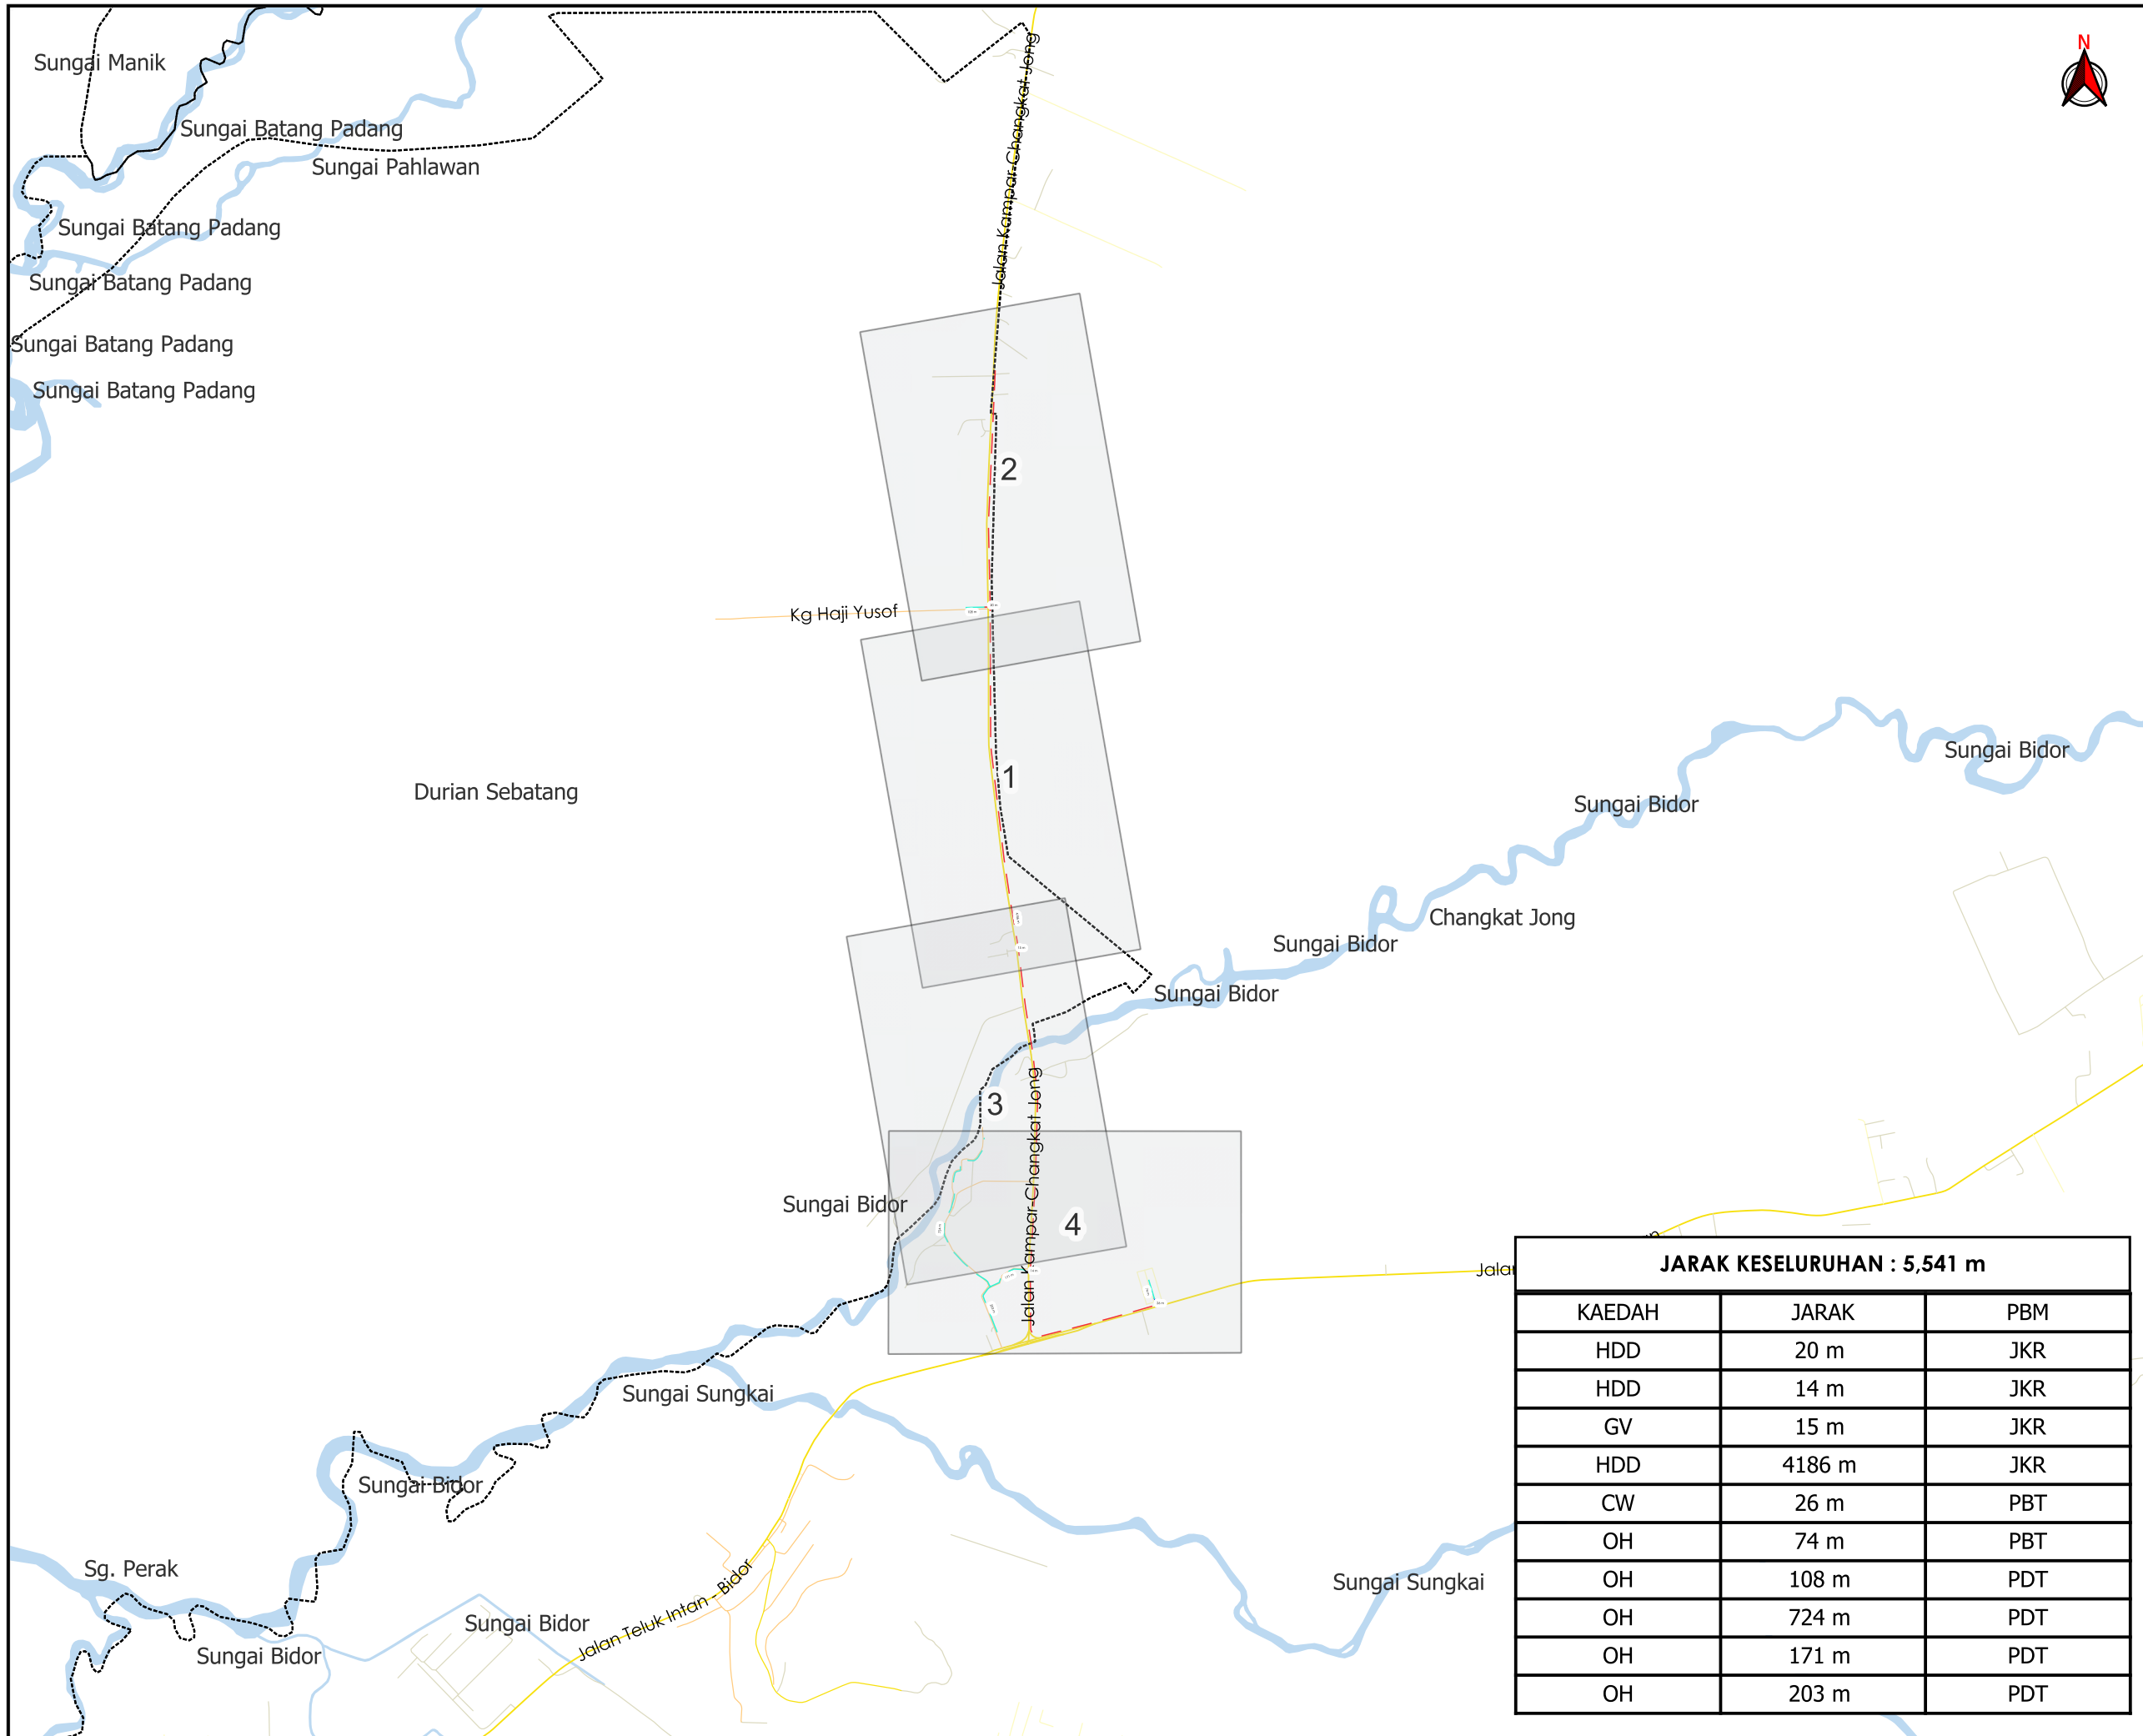 N
Sungai Manik
Sungai Batang Padang
Sungai Pahlawan
Sungai Batang Padang
Sungai Batang Padang
Sungai Batang Padang
Sungai Batang Padang
Jalan Kampar-Changkat Jong
2
Kg Haji Yusof
1
Durian Sebatang
Sungai Bidor
Sungai Bidor
Changkat Jong
Sungai Bidor
Sungai Bidor
3
Jalan Kampar-Changkat Jong
Sungai Bidor
4
Sungai Sungkai
Sungai Bidor
Sg. Perak
Sungai Bidor
Sungai Bidor
Jalan Teluk Intan - Bidor
Sungai Sungkai
JARAK KESELURUHAN : 5,541 m
KAEDAH JARAK PBM
HDD 20 m JKR
HDD 14 m JKR
GV 15 m JKR
HDD 4186 m JKR
CW 26 m PBT
OH 74 m PBT
OH 108 m PDT
OH 724 m PDT
OH 171 m PDT
OH 203 m PDT